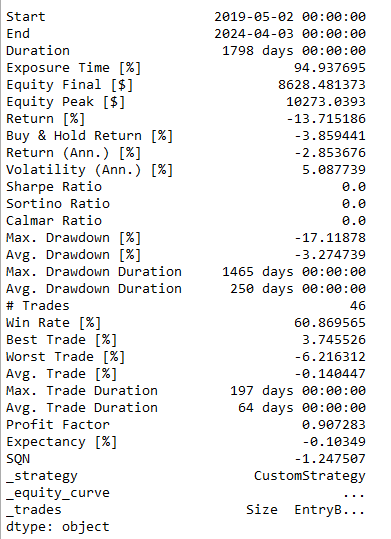 Start 2019-05-02 00:00:00
End 2024-04-03 00:00:00
Duration 1798 days 00:00:00
Exposure Time [%] 94.937695
Equity Final [$] 8628.481373
Equity Peak [$] 10273.0393
Return [%] -13.715186
Buy & Hold Return [%] -3.859441
Return (Ann.) [%] -2.853676
Volatility (Ann.) [%] 5.087739
Sharpe Ratio 0.0
Sortino Ratio 0.0
Calmar Ratio 0.0
Max. Drawdown [%] -17.11878
Avg. Drawdown [%] -3.274739
Max. Drawdown Duration 1465 days 00:00:00
Avg. Drawdown Duration 250 days 00:00:00
# Trades 46
Win Rate [%] 60.869565
Best Trade [%] 3.745526
Worst Trade [%] -6.216312
Avg. Trade [%] -0.140447
Max. Trade Duration 197 days 00:00:00
Avg. Trade Duration 64 days 00:00:00
Profit Factor 0.907283
Expectancy [%] -0.10349
SQN -1.247507
_strategy CustomStrategy
_equity_curve ...
_trades Size EntryB...
dtype: object